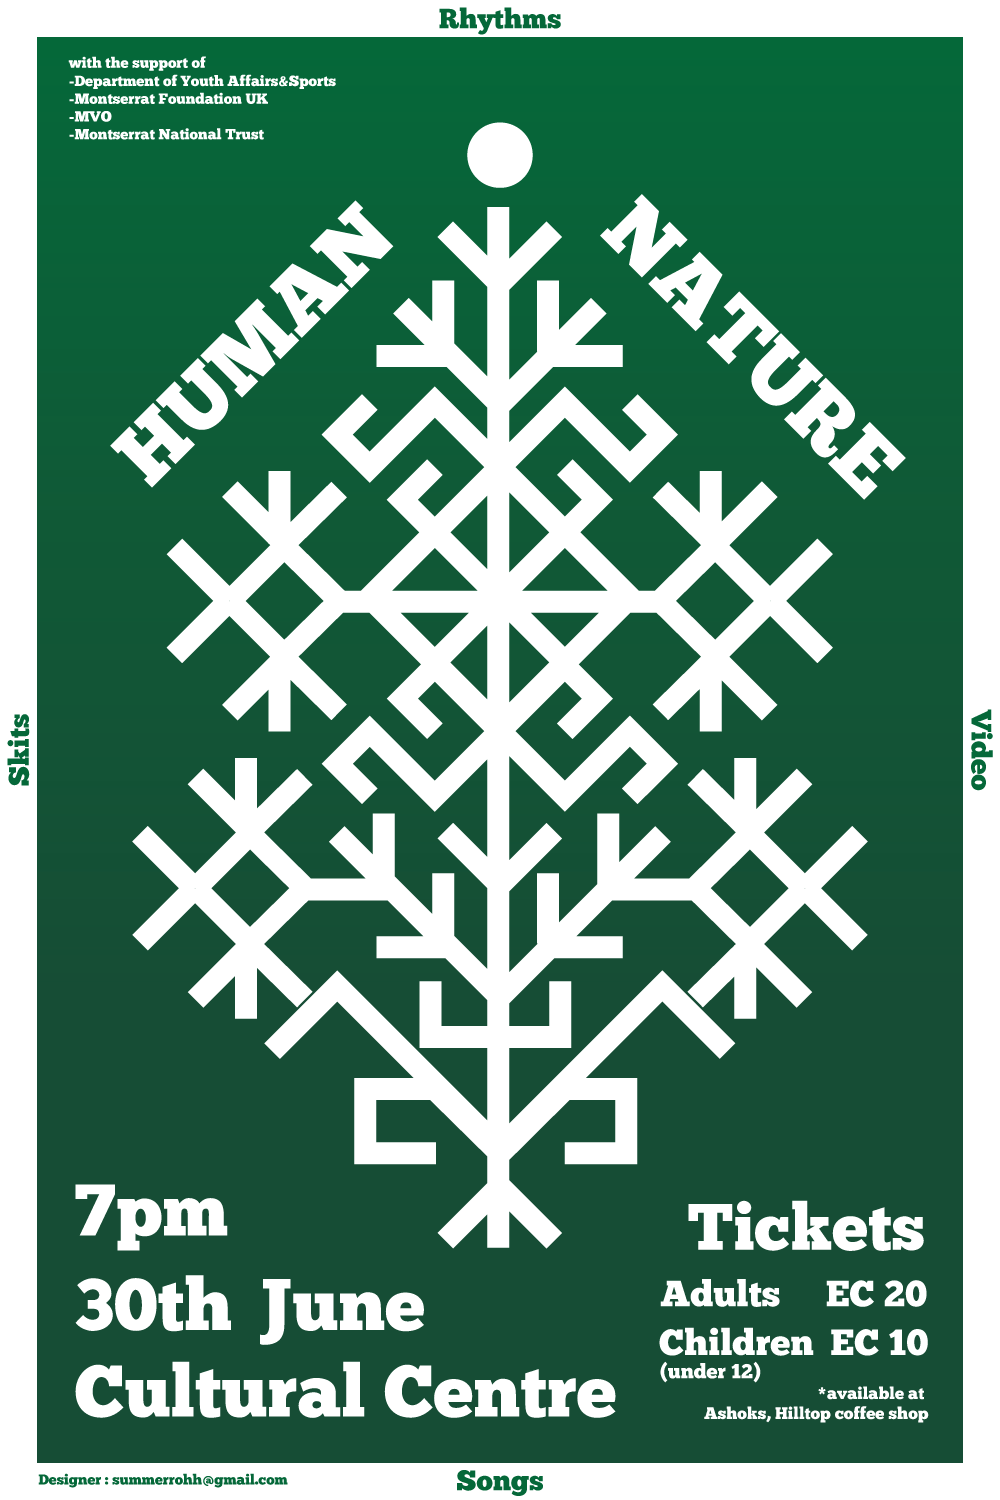 Rhythms
with the support of
-Department of Youth Affairs&Sports
-Montserrat Foundation UK
-MVO
-Montserrat National Trust
HUMAN
NATURE
Skits
Video
7pm
30th June
Cultural Centre
Tickets
Adults EC 20
Children EC 10
(under 12)
*available at
Ashoks, Hilltop coffee shop
Designer : summerrohh@gmail.com
Songs